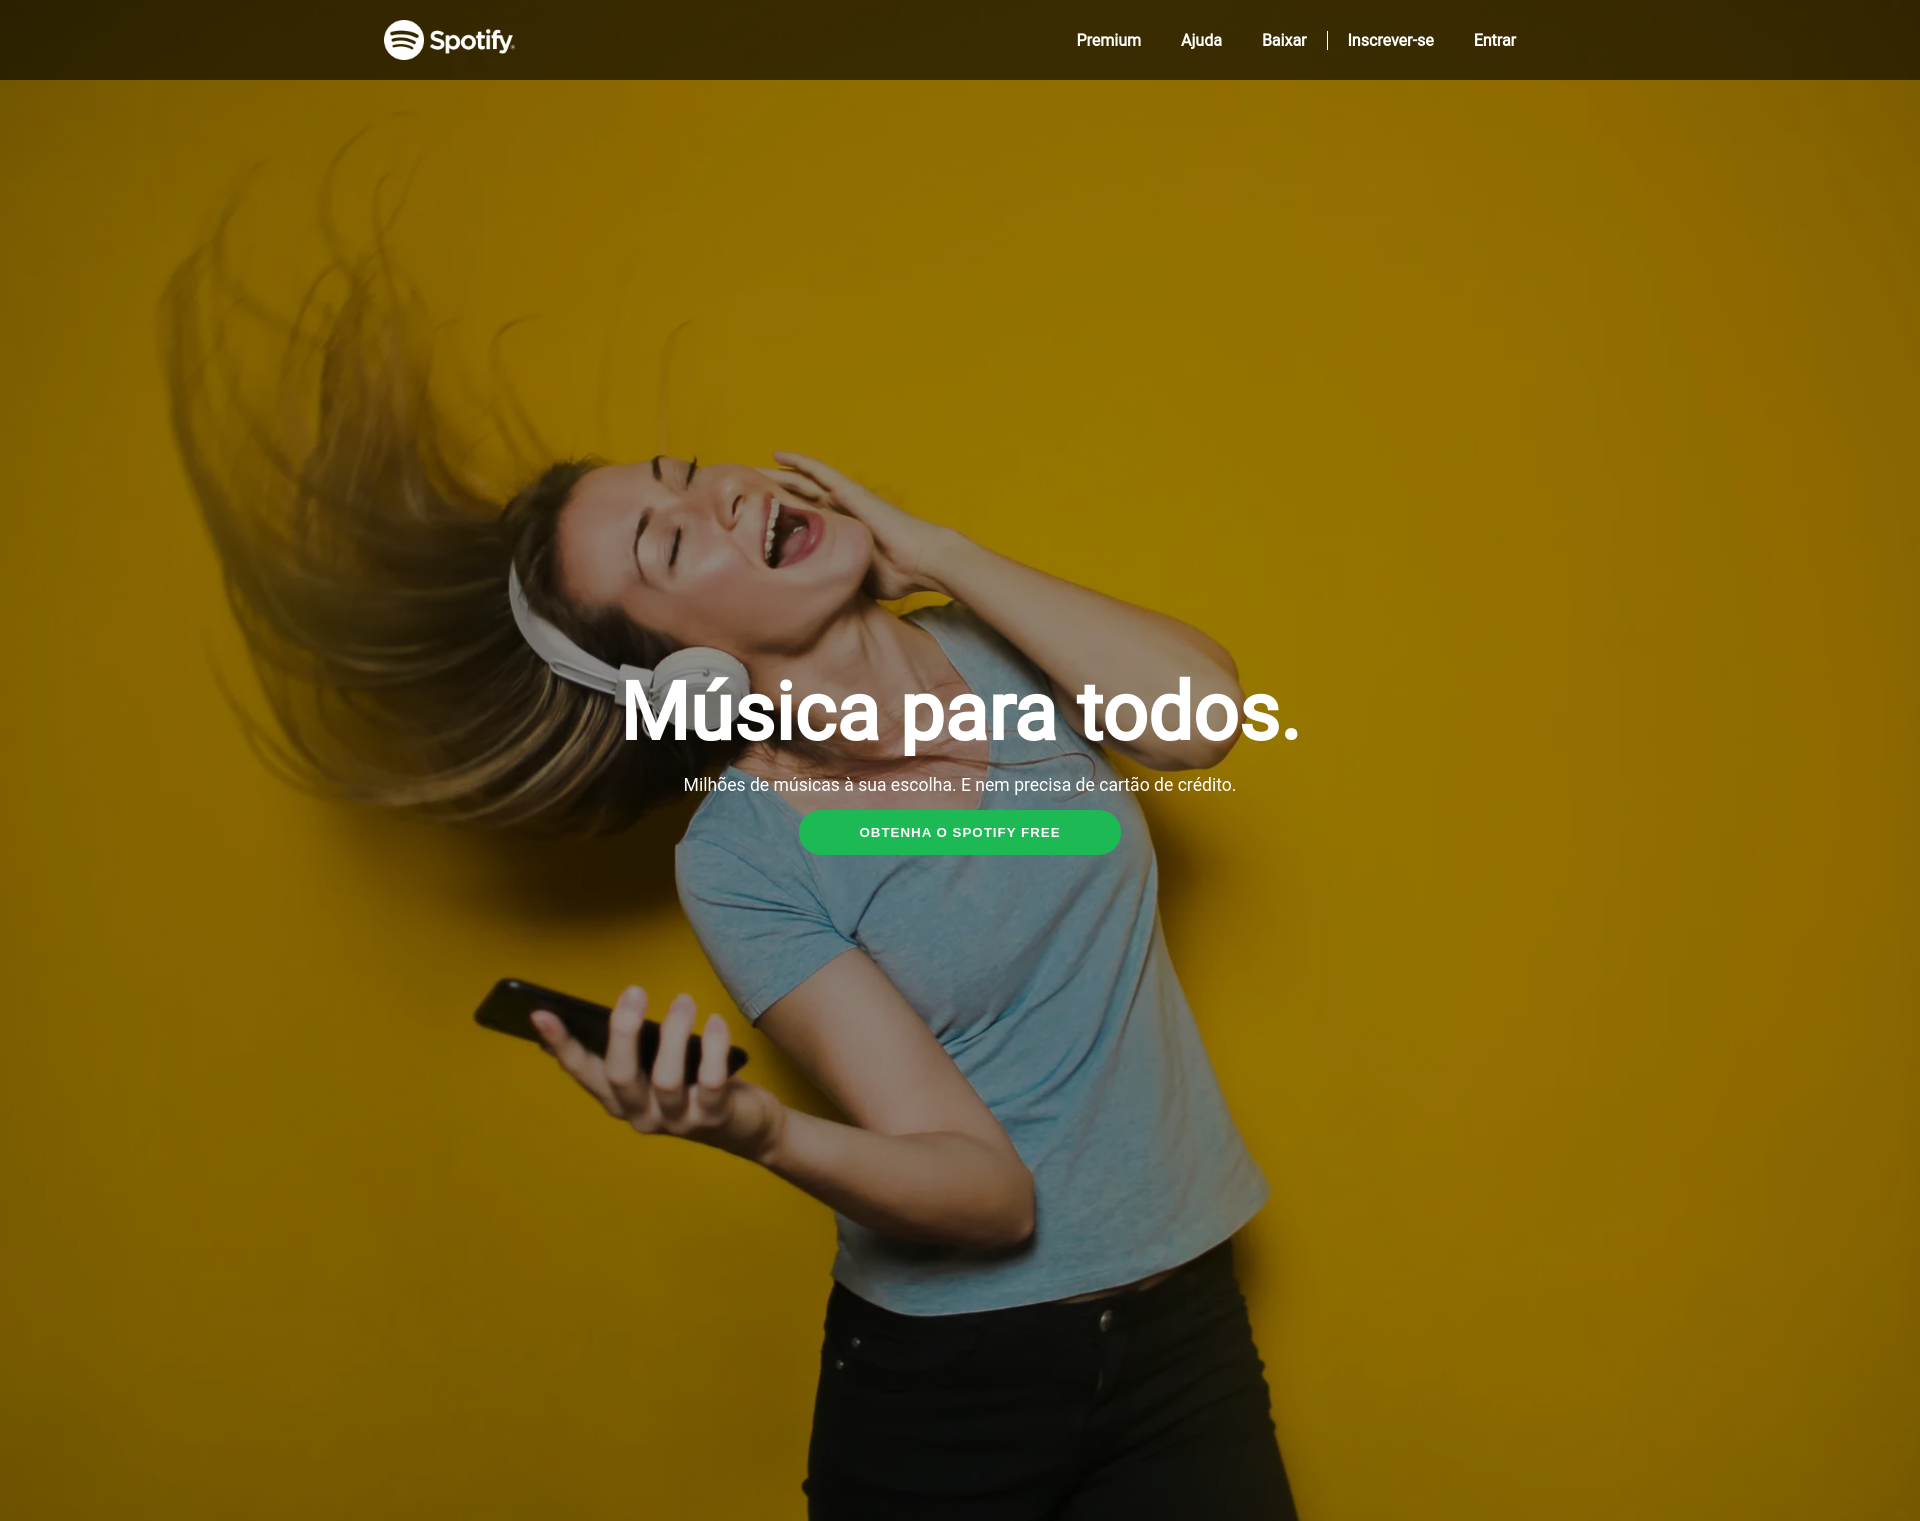 Spotify®
Premium
Ajuda
Baixar
Inscrever-se
Entrar
Música para todos.
Milhões de músicas à sua escolha. E nem precisa de cartão de crédito.
OBTENHA O SPOTIFY FREE